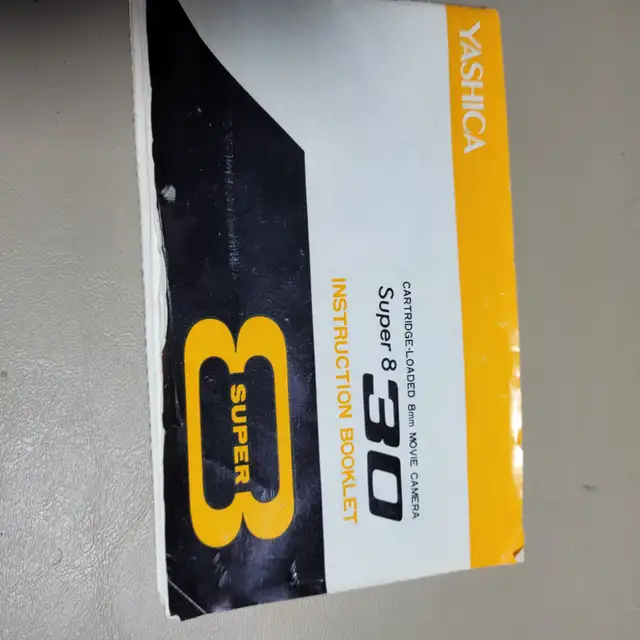 YASHICA
CARTRIDGE-LOADED 8mm MOVIE CAMERA
Super 8 30
INSTRUCTION BOOKLET
SUPER
8